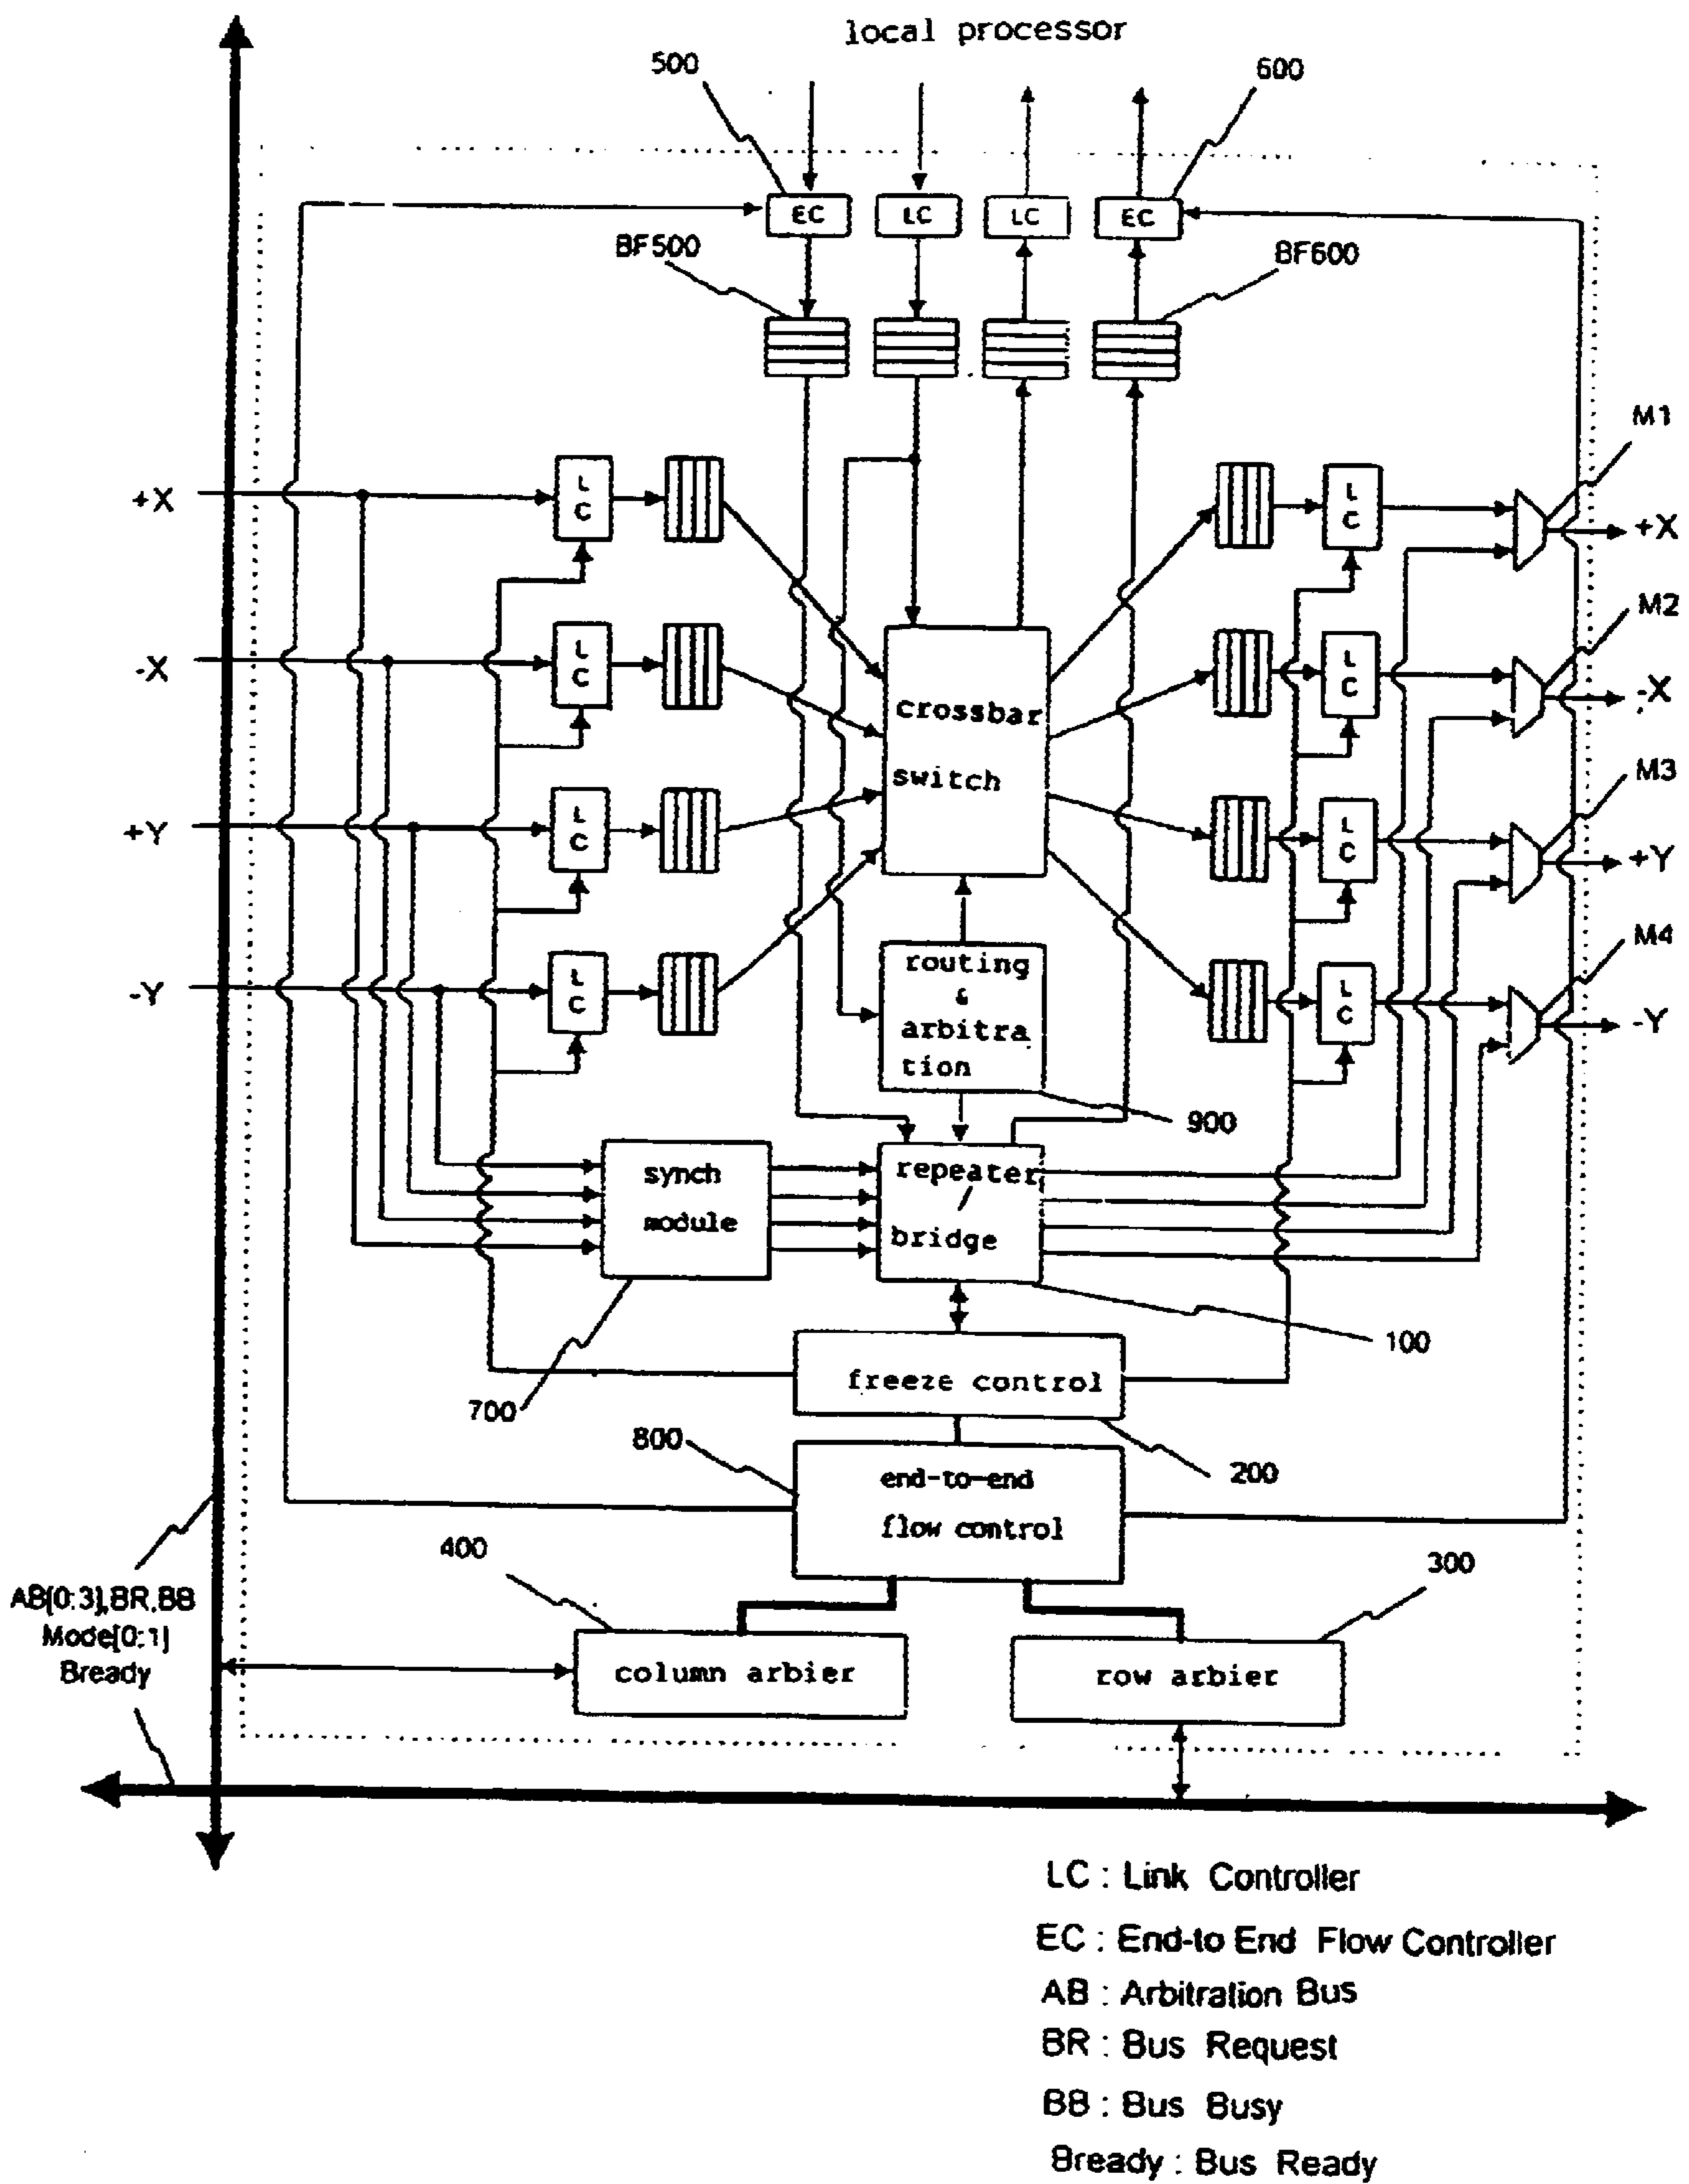 local processor
500
600
EC
LC
LC
EC
BF500
BF600
M1
+X
L
C
L
C
+X
M2
-X
L
C
L
C
-X
crossbar
switch
M3
+Y
L
C
L
C
+Y
M4
-Y
L
C
L
C
-Y
routing
&
arbitra
tion
900
synch
module
repeater
/
bridge
100
700
freeze control
200
800
end-to-end
flow control
400
300
AB[0:3],BR,BB
Mode[0:1]
Bready
column arbier
row arbier
LC : Link Controller
EC : End-to End Flow Controller
AB : Arbitration Bus
BR : Bus Request
BB : Bus Busy
Bready : Bus Ready